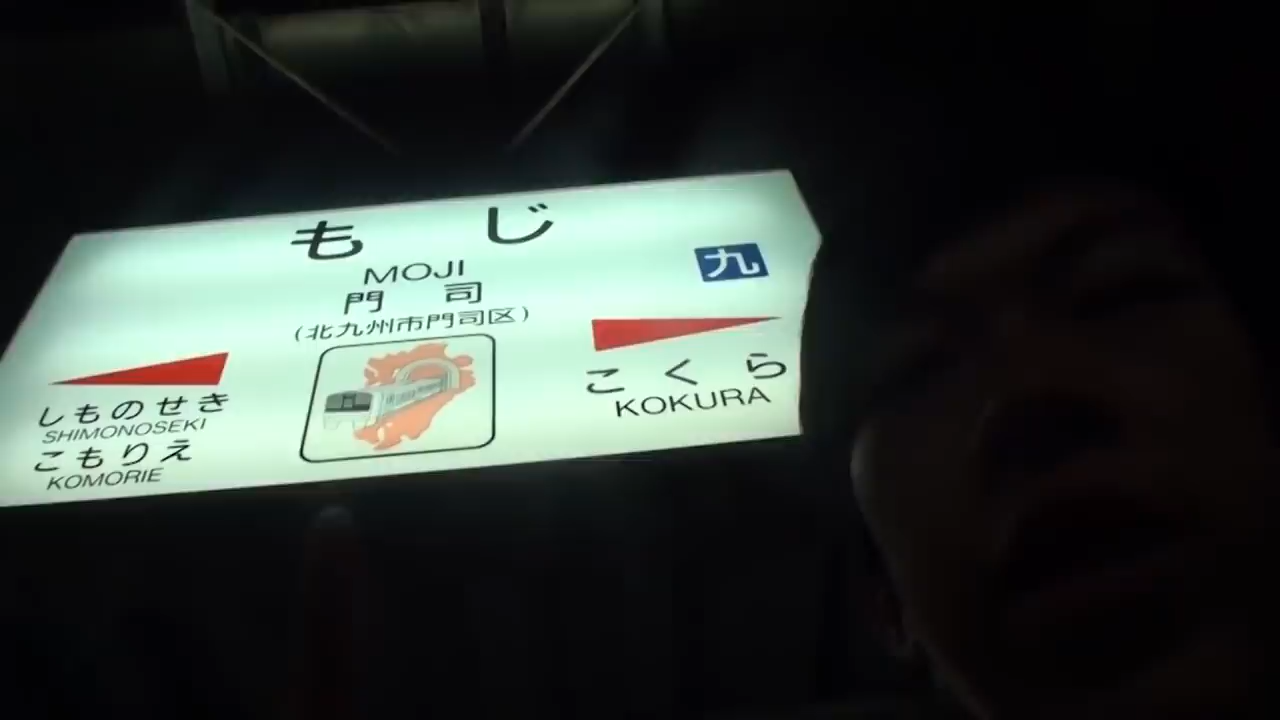 もじ
MOJI
門司
(北九州市門司区)
九
しものせき
SHIMONOSEKI
こもりえ
KOMORIE
こくら
KOKURA